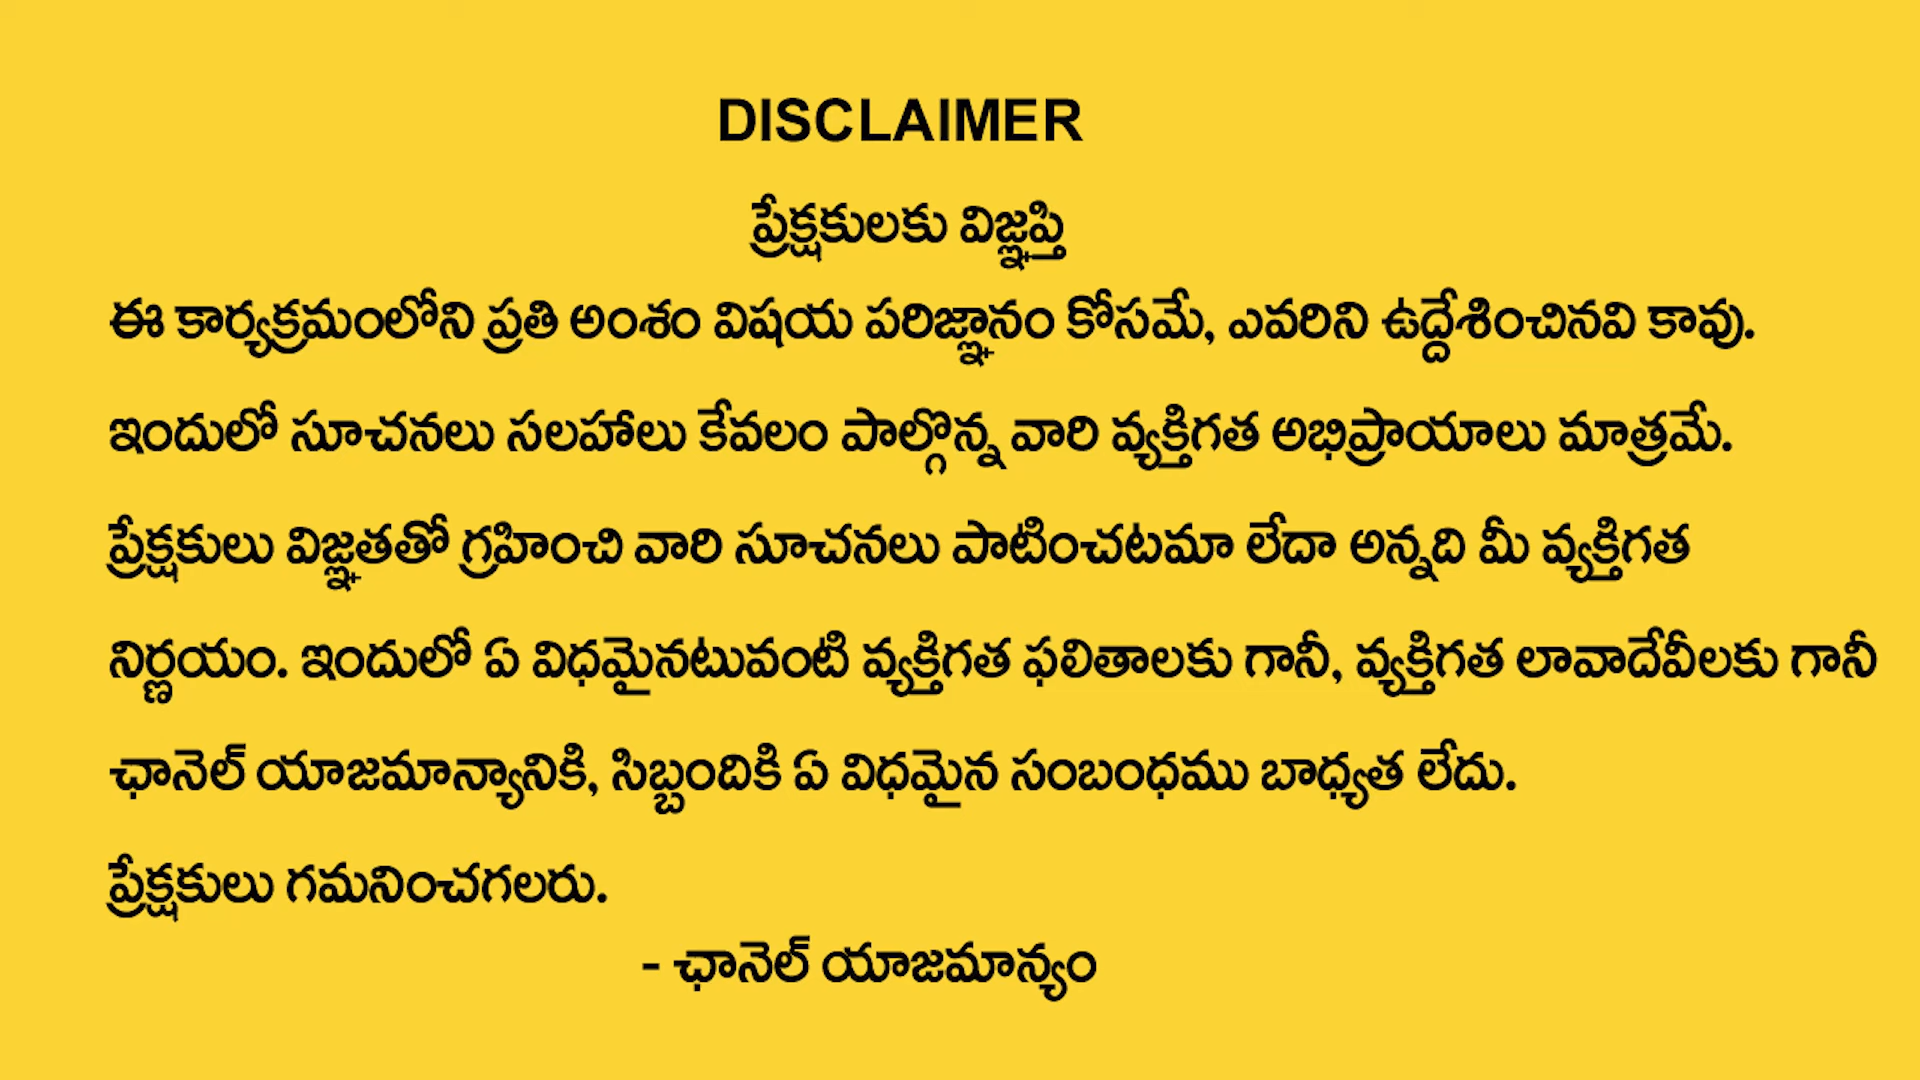 DISCLAIMER
ప్రేక్షకులకు విజ్ఞప్తి
ఈ కార్యక్రమంలోని ప్రతి అంశం విషయ పరిజ్ఞానం కోసమే, ఎవరిని ఉద్దేశించినవి కావు.
ఇందులో సూచనలు సలహాలు కేవలం పాల్గొన్న వారి వ్యక్తిగత అభిప్రాయాలు మాత్రమే.
ప్రేక్షకులు విజ్ఞతతో గ్రహించి వారి సూచనలు పాటించటమా లేదా అన్నది మీ వ్యక్తిగత
నిర్ణయం. ఇందులో ఏ విధమైనటువంటి వ్యక్తిగత ఫలితాలకు గానీ, వ్యక్తిగత లావాదేవీలకు గానీ
ఛానెల్ యాజమాన్యానికి, సిబ్బందికి ఏ విధమైన సంబంధము బాధ్యత లేదు.
ప్రేక్షకులు గమనించగలరు.
- ఛానెల్ యాజమాన్యం